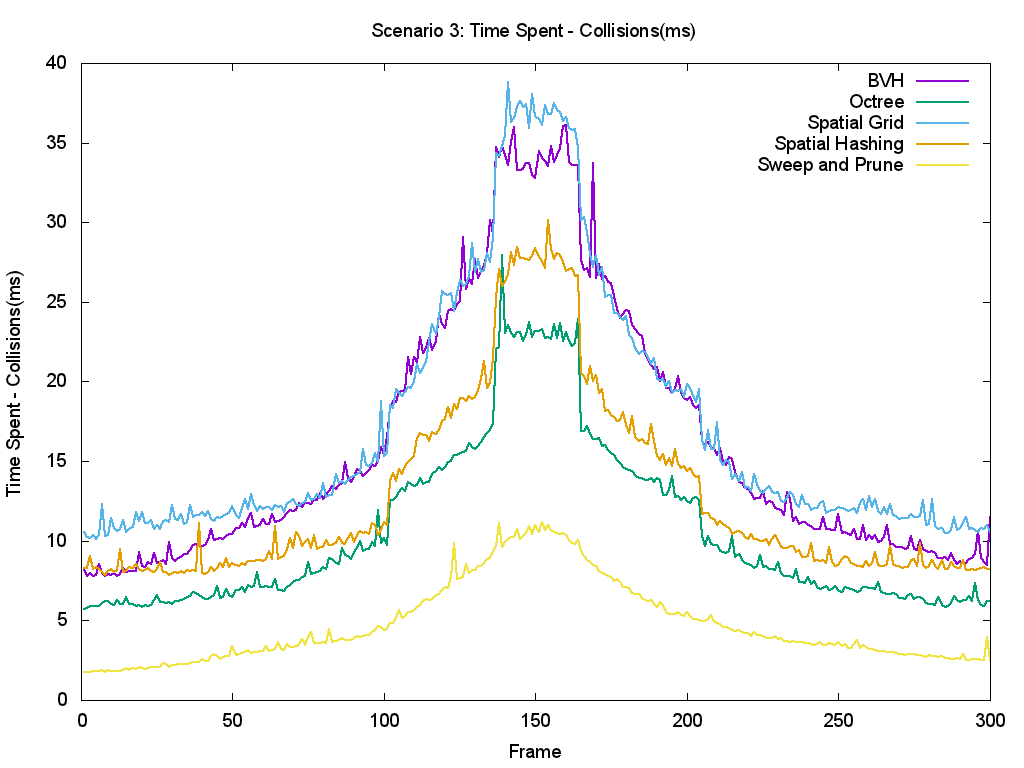 Scenario 3: Time Spent - Collisions(ms)
BVH
Octree
Spatial Grid
Spatial Hashing
Sweep and Prune
Time Spent - Collisions(ms)
40
35
30
25
20
15
10
5
0
0 50 100 150 200 250 300
Frame